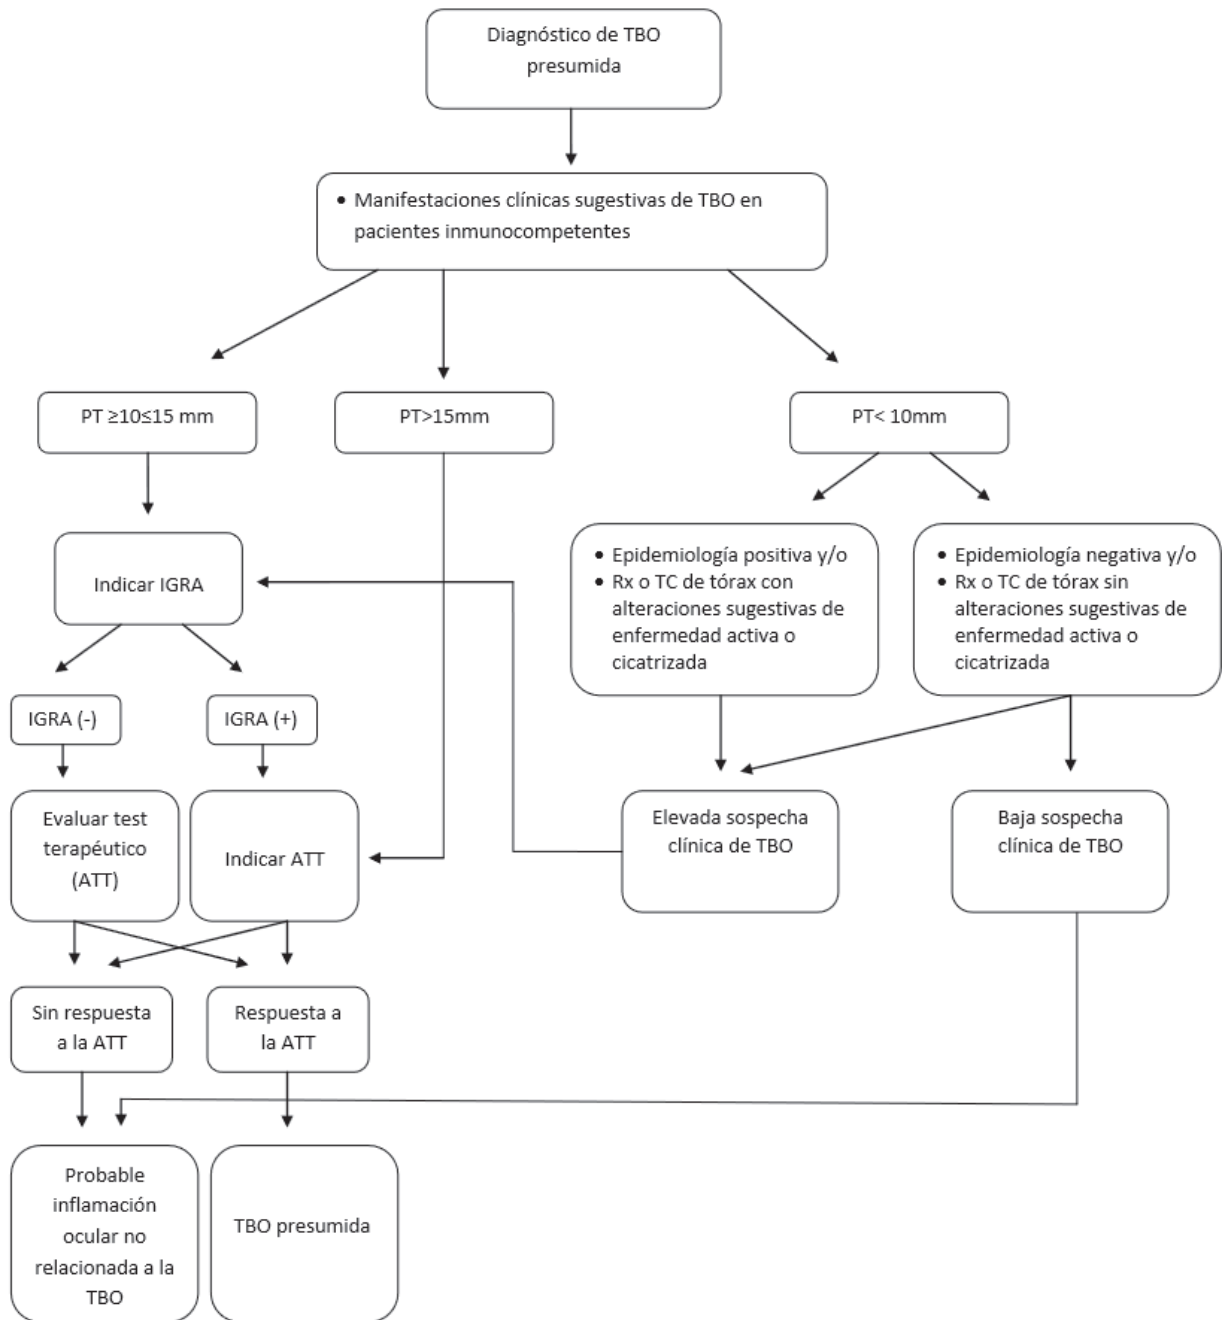 Diagnóstico de TBO
presumida
• Manifestaciones clínicas sugestivas de TBO en
pacientes inmunocompetentes
PT ≥10≤15 mm
PT>15mm
PT< 10mm
Indicar IGRA
• Epidemiología positiva y/o
• Rx o TC de tórax con
alteraciones sugestivas de
enfermedad activa o
cicatrizada
• Epidemiología negativa y/o
• Rx o TC de tórax sin
alteraciones sugestivas de
enfermedad activa o
cicatrizada
IGRA (-)
IGRA (+)
Evaluar test
terapéutico
(ATT)
Indicar ATT
Elevada sospecha
clínica de TBO
Baja sospecha
clínica de TBO
Sin respuesta
a la ATT
Respuesta a
la ATT
Probable
inflamación
ocular no
relacionada a la
TBO
TBO presumida